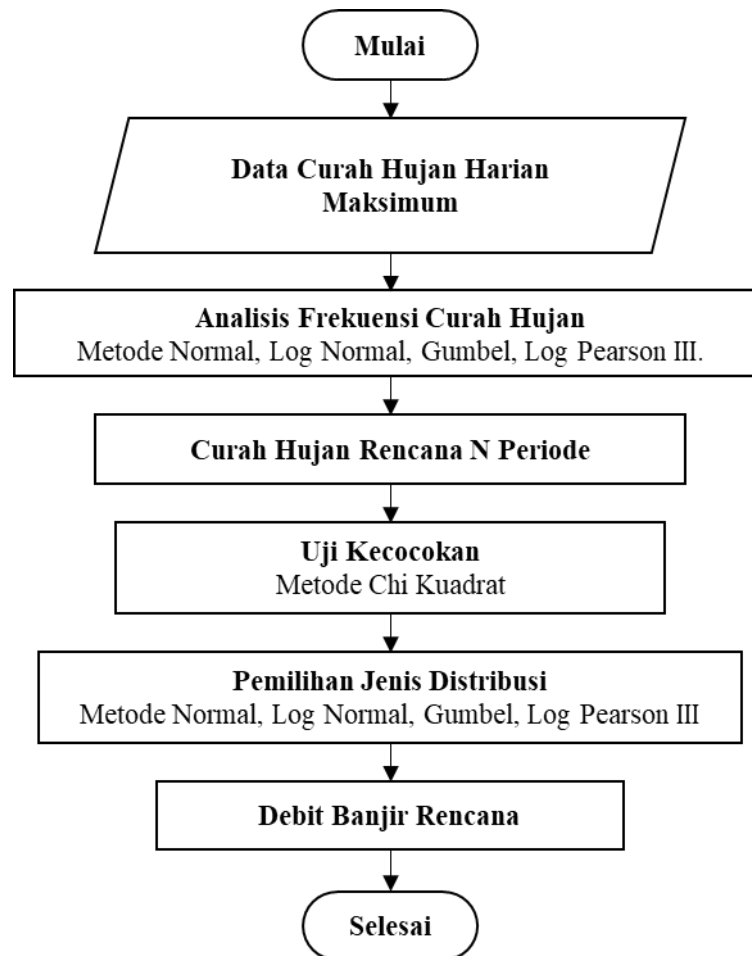 Mulai
Data Curah Hujan Harian
Maksimum
Analisis Frekuensi Curah Hujan
Metode Normal, Log Normal, Gumbel, Log Pearson III.
Curah Hujan Rencana N Periode
Uji Kecocokan
Metode Chi Kuadrat
Pemilihan Jenis Distribusi
Metode Normal, Log Normal, Gumbel, Log Pearson III
Debit Banjir Rencana
Selesai